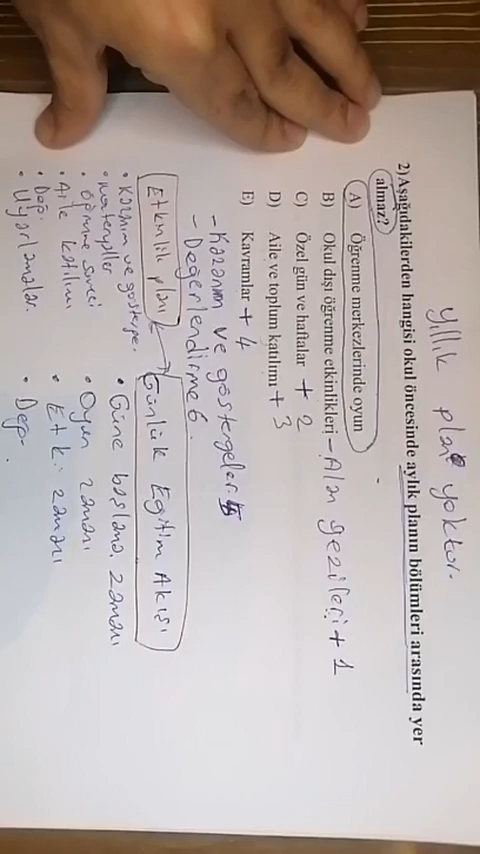 Yıllık plan yoktur.
2) Aşağıdakilerden hangisi okul öncesinde aylık planın bölümleri arasında yer
almaz?
A) Öğrenme merkezlerinde oyun
B) Okul dışı öğrenme etkinlikleri - Alan gezileri + 1
C) Özel gün ve haftalar + 2
D) Aile ve toplum katılımı + 3
E) Kavramlar + 4
- Kazanım ve göstergeler 5
- Değerlendirme 6.
Etkinlik planı
• Kazanım ve gösterge.
• materyaller
• öğrenme süreci
• Aile katılımı
• Değ.
• Uyarlamalar.
Günlük Eğitim Akışı
• Güne başlama zamanı
• Oyun zamanı
• Etk. zamanı
• Değ.